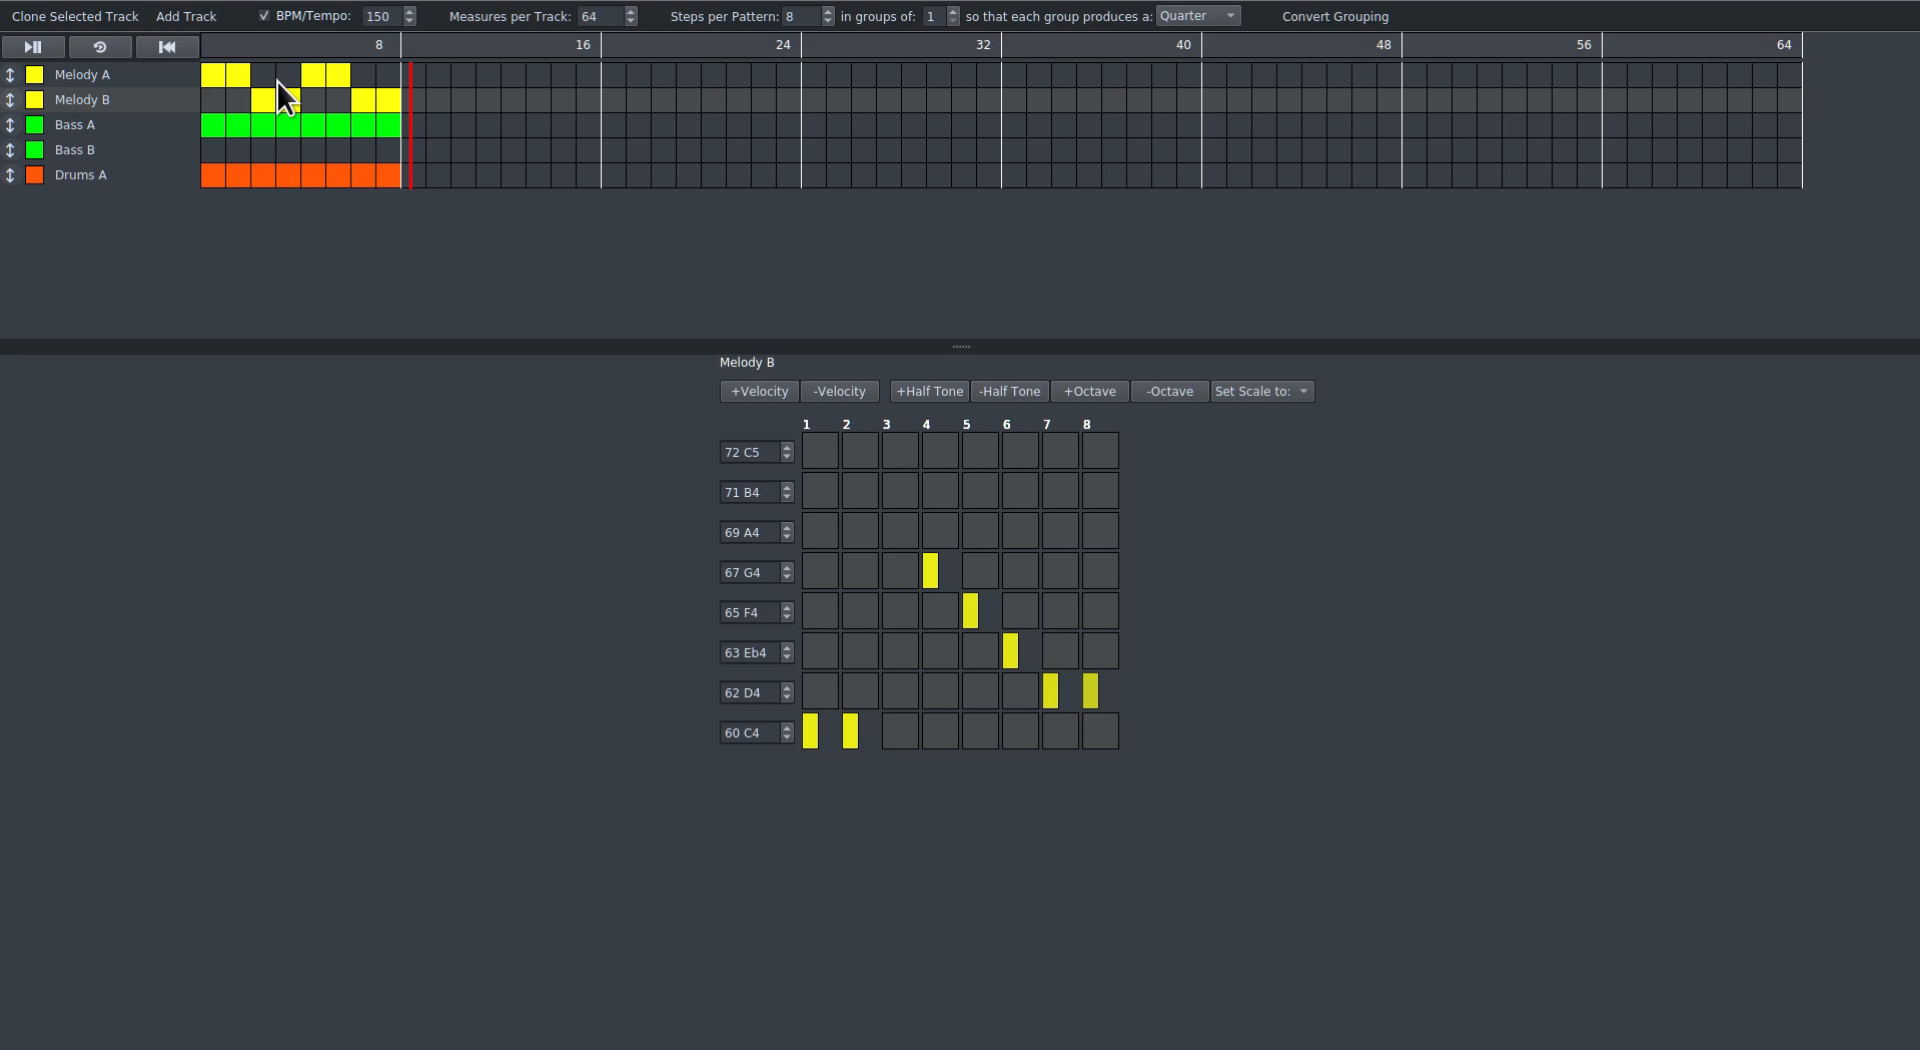 Clone Selected Track Add Track BPM/Tempo: 150 Measures per Track: 64 Steps per Pattern: 8 in groups of: 1 so that each group produces a: Quarter Convert Grouping
8 16 24 32 40 48 56 64
Melody A
Melody B
Bass A
Bass B
Drums A
Melody B
+Velocity -Velocity +Half Tone -Half Tone +Octave -Octave Set Scale to:
1 2 3 4 5 6 7 8
72 C5
71 B4
69 A4
67 G4
65 F4
63 Eb4
62 D4
60 C4